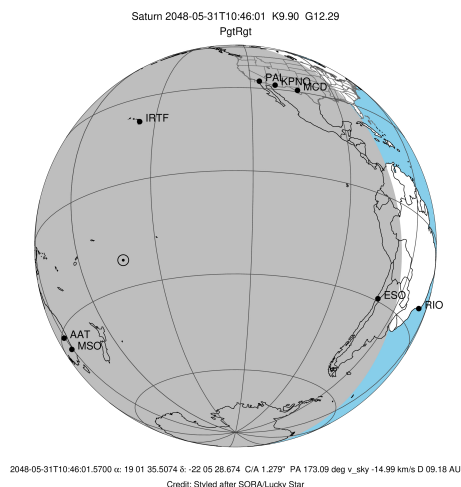 Saturn 2048-05-31T10:46:01 K9.90 G12.29
PgtRgt
PAL
KPNO
MCD
IRTF
ESO
RIO
AAT
MSO
2048-05-31T10:46:01.5700 α: 19 01 35.5074 δ: -22 05 28.674 C/A 1.279" PA 173.09 deg v_sky -14.99 km/s D 09.18 AU
Credit: Styled after SORA/Lucky Star